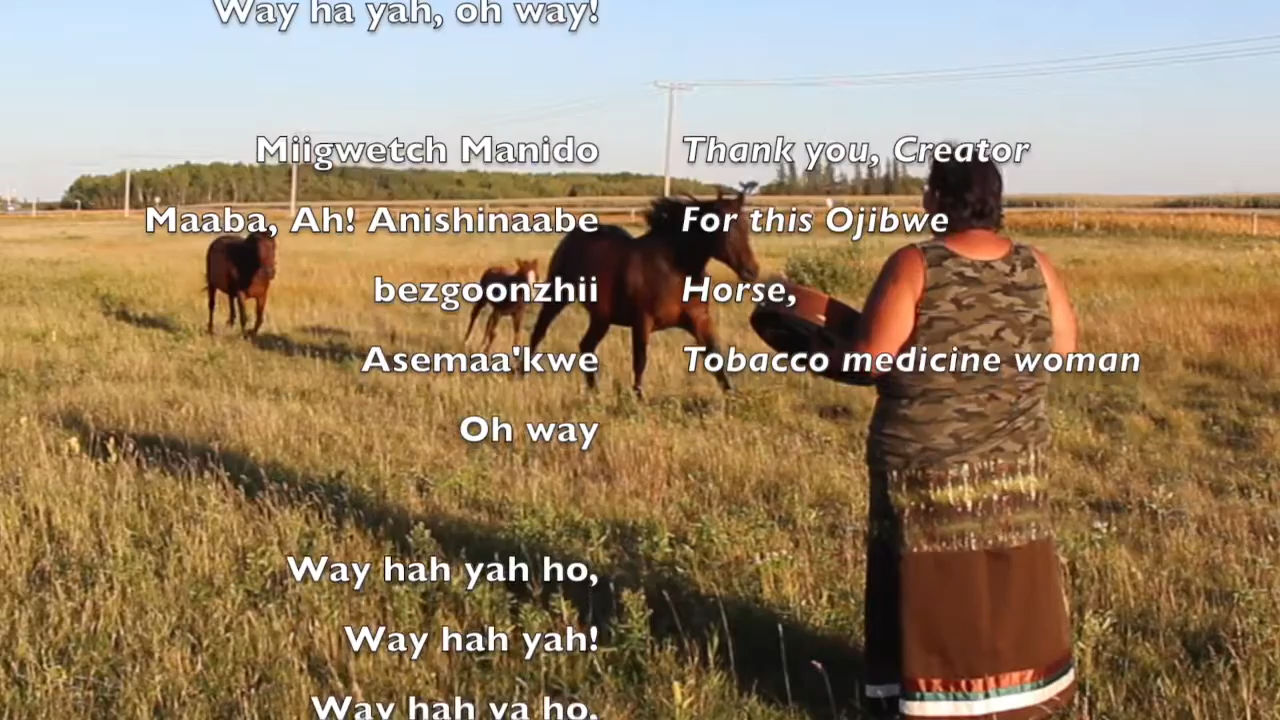 Way ha yah, oh way!
Miigwetch Manido Thank you, Creator
Maaba, Ah! Anishinaabe For this Ojibwe
bezgoonzhii Horse,
Asemaa'kwe Tobacco medicine woman
Oh way
Way hah yah ho,
Way hah yah!
Way hah ya ho,